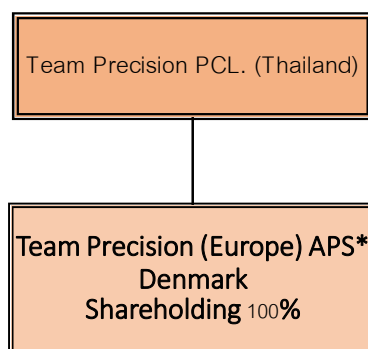 Team Precision PCL. (Thailand)
Team Precision (Europe) APS*
Denmark
Shareholding 100%